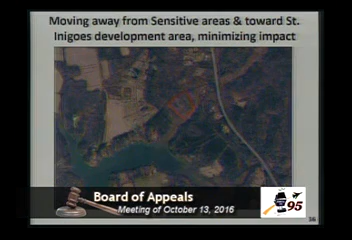 Moving away from Sensitive areas & toward St.
Inigoes development area, minimizing impact
Board of Appeals
Meeting of October 13, 2016
95